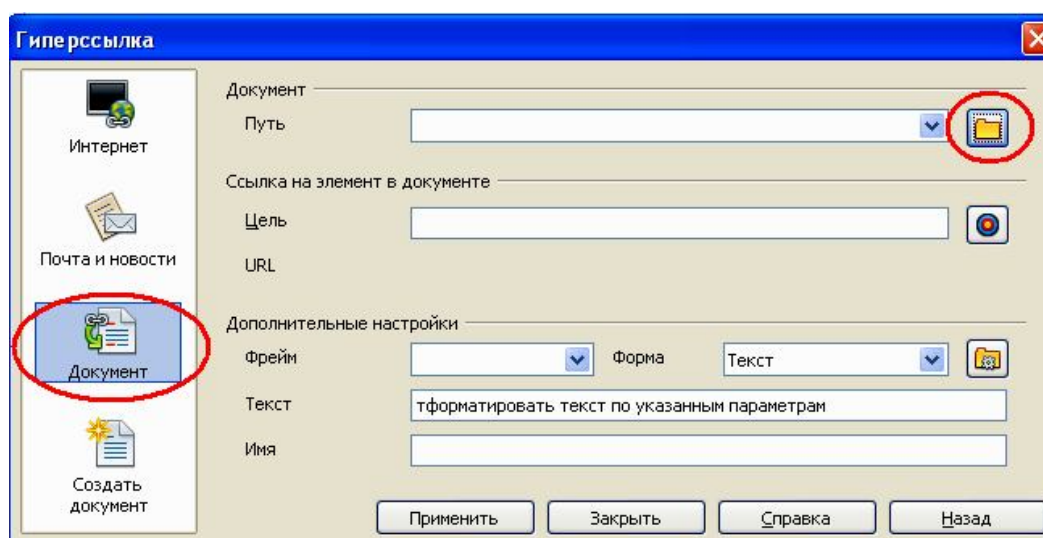 Гиперссылка
Интернет
Почта и новости
Документ
Создать
документ
Документ
Путь
Ссылка на элемент в документе
Цель
URL
Дополнительные настройки
Фрейм Форма Текст
Текст тформатировать текст по указанным параметрам
Имя
Применить Закрыть Справка Назад